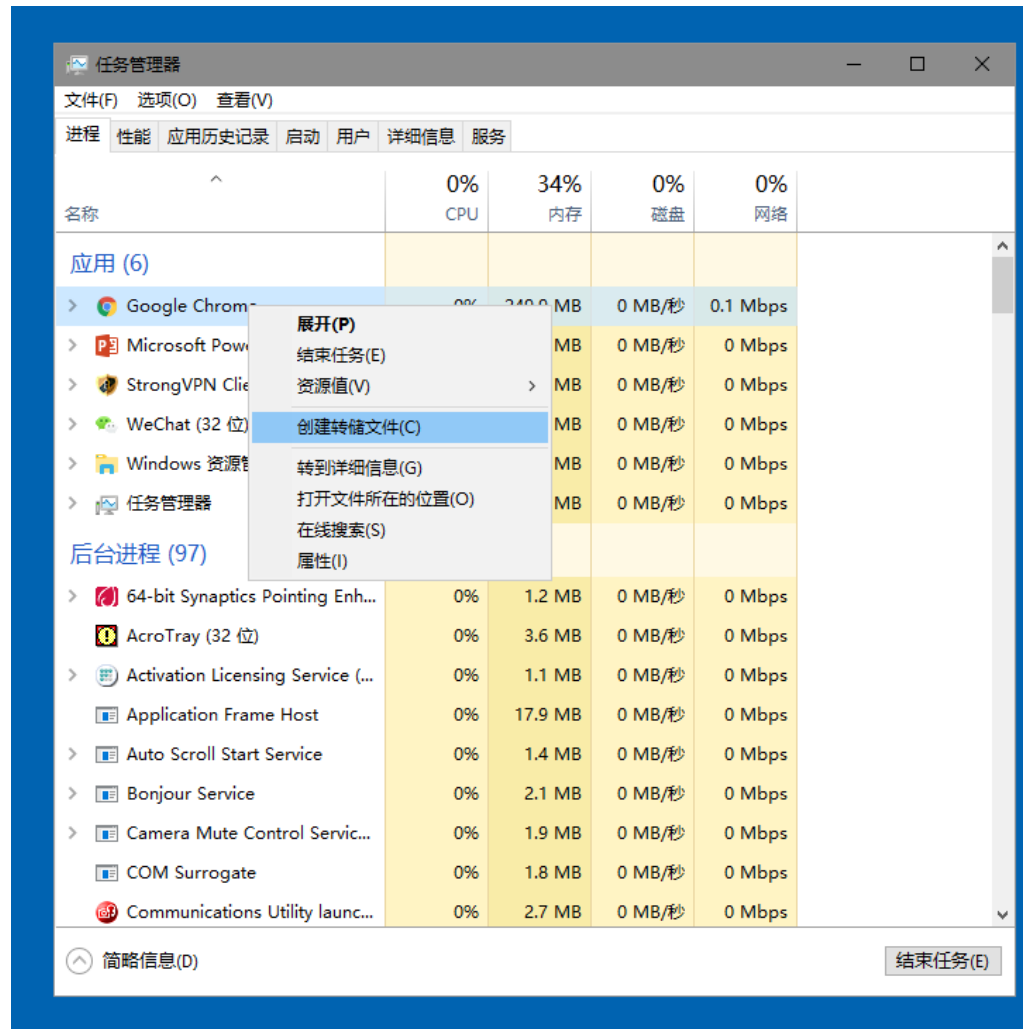 任务管理器
文件(F) 选项(O) 查看(V)
进程 性能 应用历史记录 启动 用户 详细信息 服务
0% 34% 0% 0%
名称 CPU 内存 磁盘 网络
应用 (6)
Google Chrome 0% MB 0 MB/秒 0.1 Mbps
展开(P)
Microsoft Pow MB 0 MB/秒 0 Mbps
结束任务(E)
StrongVPN Clie MB 0 MB/秒 0 Mbps
资源值(V)
WeChat (32 位) MB 0 MB/秒 0 Mbps
创建转储文件(C)
Windows 资源管 MB 0 MB/秒 0 Mbps
转到详细信息(G)
任务管理器 MB 0 MB/秒 0 Mbps
打开文件所在的位置(O)
在线搜索(S)
后台进程 (97)
属性(I)
64-bit Synaptics Pointing Enh... 0% 1.2 MB 0 MB/秒 0 Mbps
AcroTray (32 位) 0% 3.6 MB 0 MB/秒 0 Mbps
Activation Licensing Service (... 0% 1.1 MB 0 MB/秒 0 Mbps
Application Frame Host 0% 17.9 MB 0 MB/秒 0 Mbps
Auto Scroll Start Service 0% 1.4 MB 0 MB/秒 0 Mbps
Bonjour Service 0% 2.1 MB 0 MB/秒 0 Mbps
Camera Mute Control Servic... 0% 1.9 MB 0 MB/秒 0 Mbps
COM Surrogate 0% 1.8 MB 0 MB/秒 0 Mbps
Communications Utility launc... 0% 2.7 MB 0 MB/秒 0 Mbps
简略信息(D) 结束任务(E)